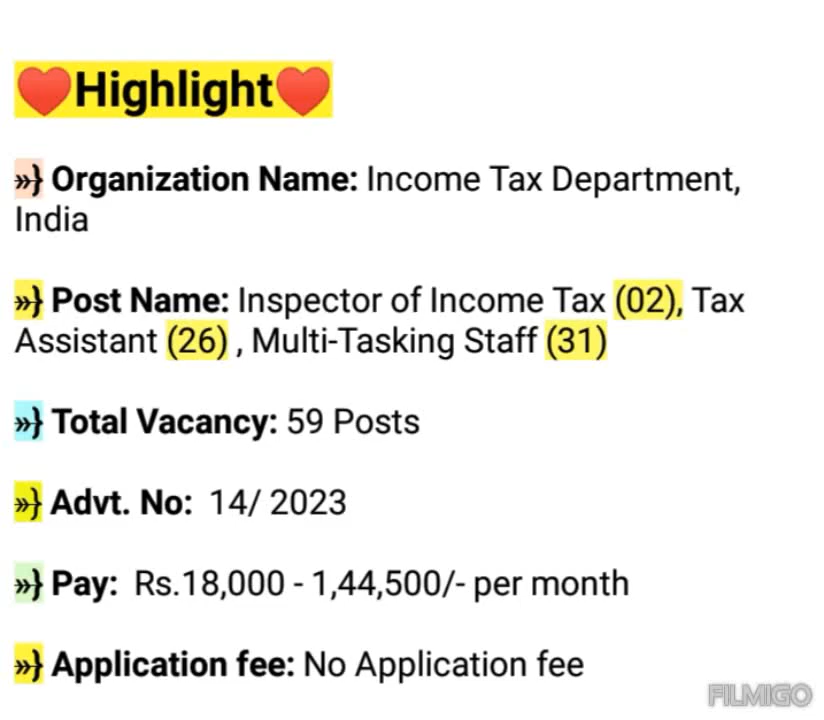 ❤️Highlight❤️
»} Organization Name: Income Tax Department,
India
»} Post Name: Inspector of Income Tax (02), Tax
Assistant (26) , Multi-Tasking Staff (31)
»} Total Vacancy: 59 Posts
»} Advt. No:  14/ 2023
»} Pay:  Rs.18,000 - 1,44,500/- per month
»} Application fee: No Application fee
FILMIGO